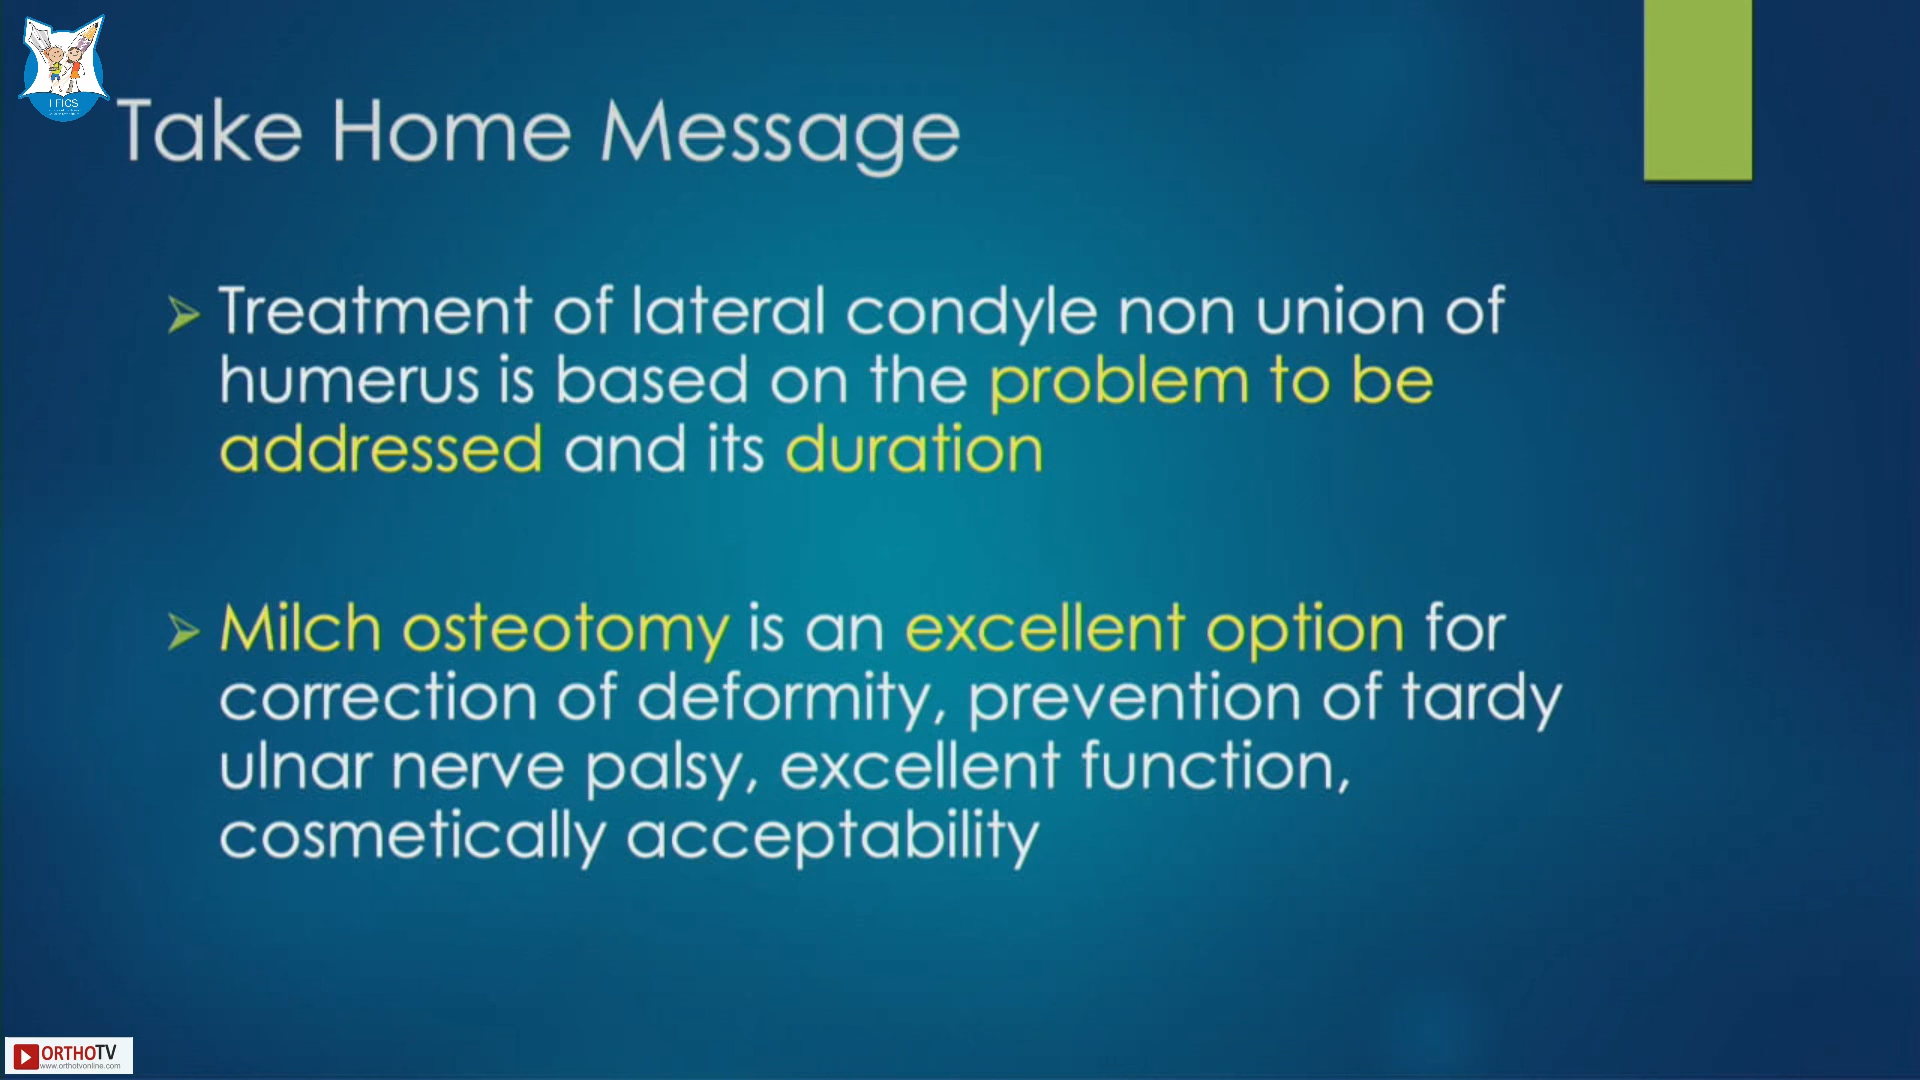 I FICS
Take Home Message
Treatment of lateral condyle non union of
humerus is based on the problem to be
addressed and its duration
Milch osteotomy is an excellent option for
correction of deformity, prevention of tardy
ulnar nerve palsy, excellent function,
cosmetically acceptability
ORTHOTV
www.orthotvonline.com